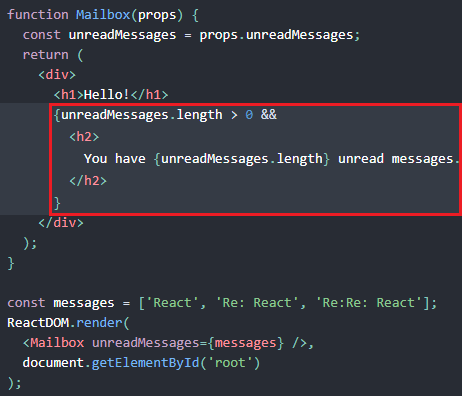 function Mailbox(props) {
  const unreadMessages = props.unreadMessages;
  return (
    <div>
      <h1>Hello!</h1>
      {unreadMessages.length > 0 &&
        <h2>
          You have {unreadMessages.length} unread messages.
        </h2>
      }
    </div>
  );
}
const messages = ['React', 'Re: React', 'Re:Re: React'];
ReactDOM.render(
  <Mailbox unreadMessages={messages} />,
  document.getElementById('root')
);